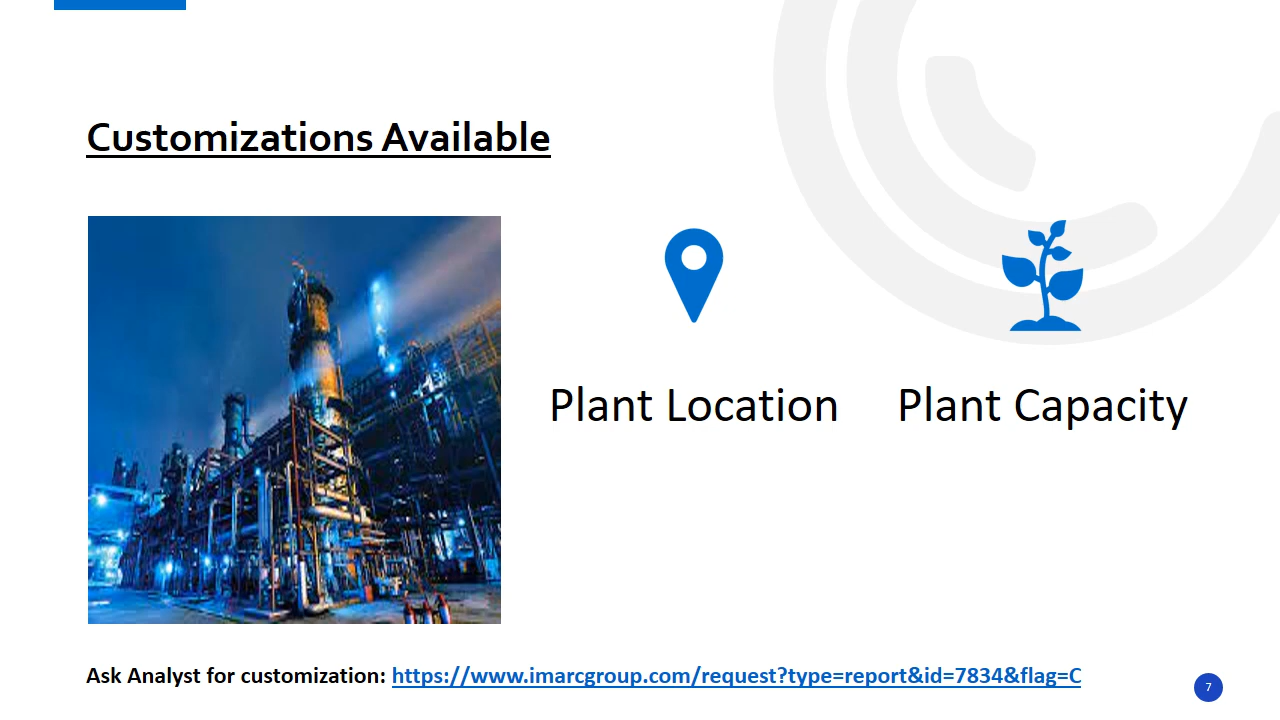 Customizations Available
Plant Location
Plant Capacity
Ask Analyst for customization: https://www.imarcgroup.com/request?type=report&id=7834&flag=C
7